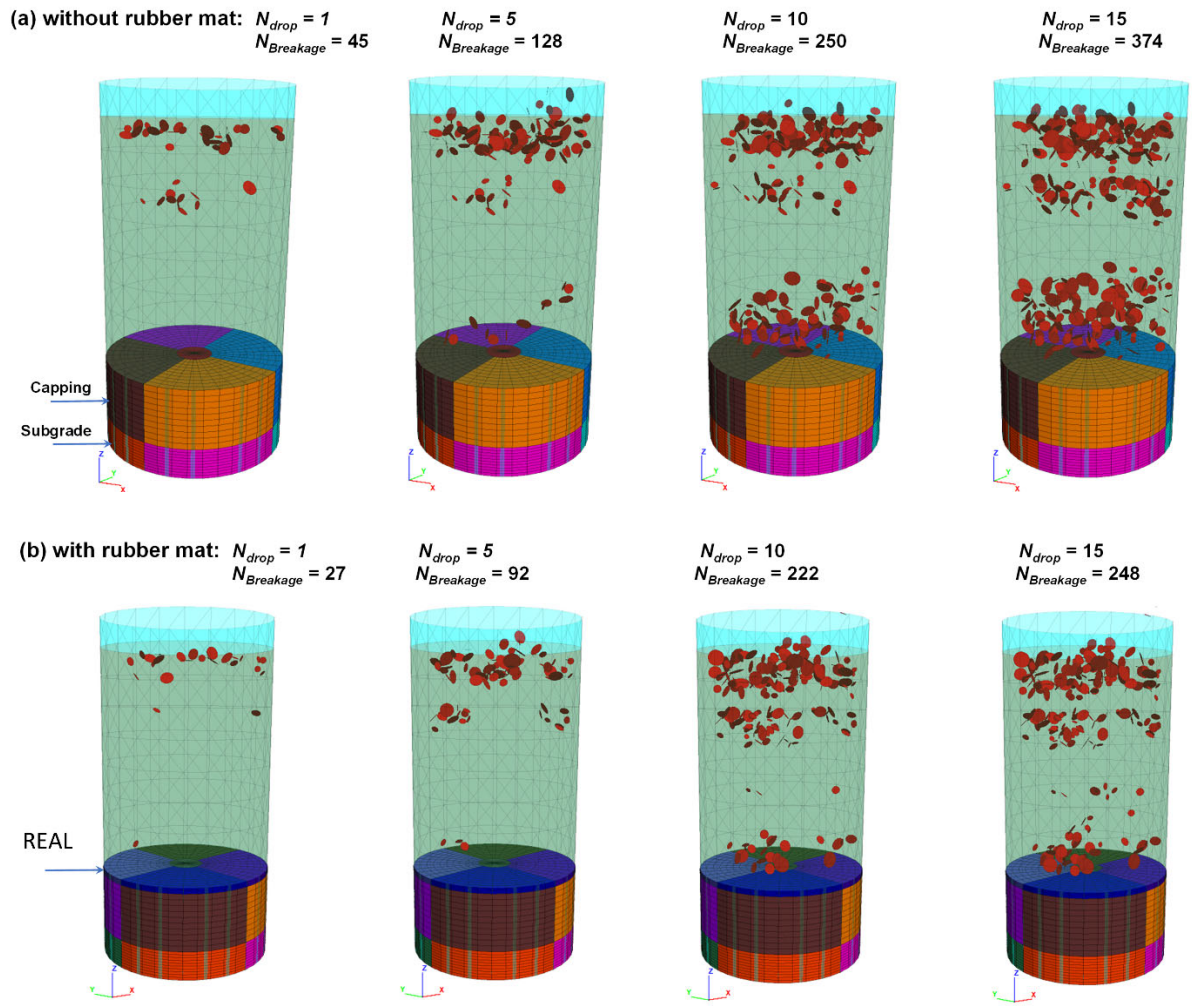 (a) without rubber mat: N_drop = 1 N_drop = 5 N_drop = 10 N_drop = 15
N_Breakage = 45 N_Breakage = 128 N_Breakage = 250 N_Breakage = 374
Capping
Subgrade
Z Y X Z Y X Z Y X Z Y X
(b) with rubber mat: N_drop = 1 N_drop = 5 N_drop = 10 N_drop = 15
N_Breakage = 27 N_Breakage = 92 N_Breakage = 222 N_Breakage = 248
REAL
Z Y X Z Y X Z Y X Z Y X